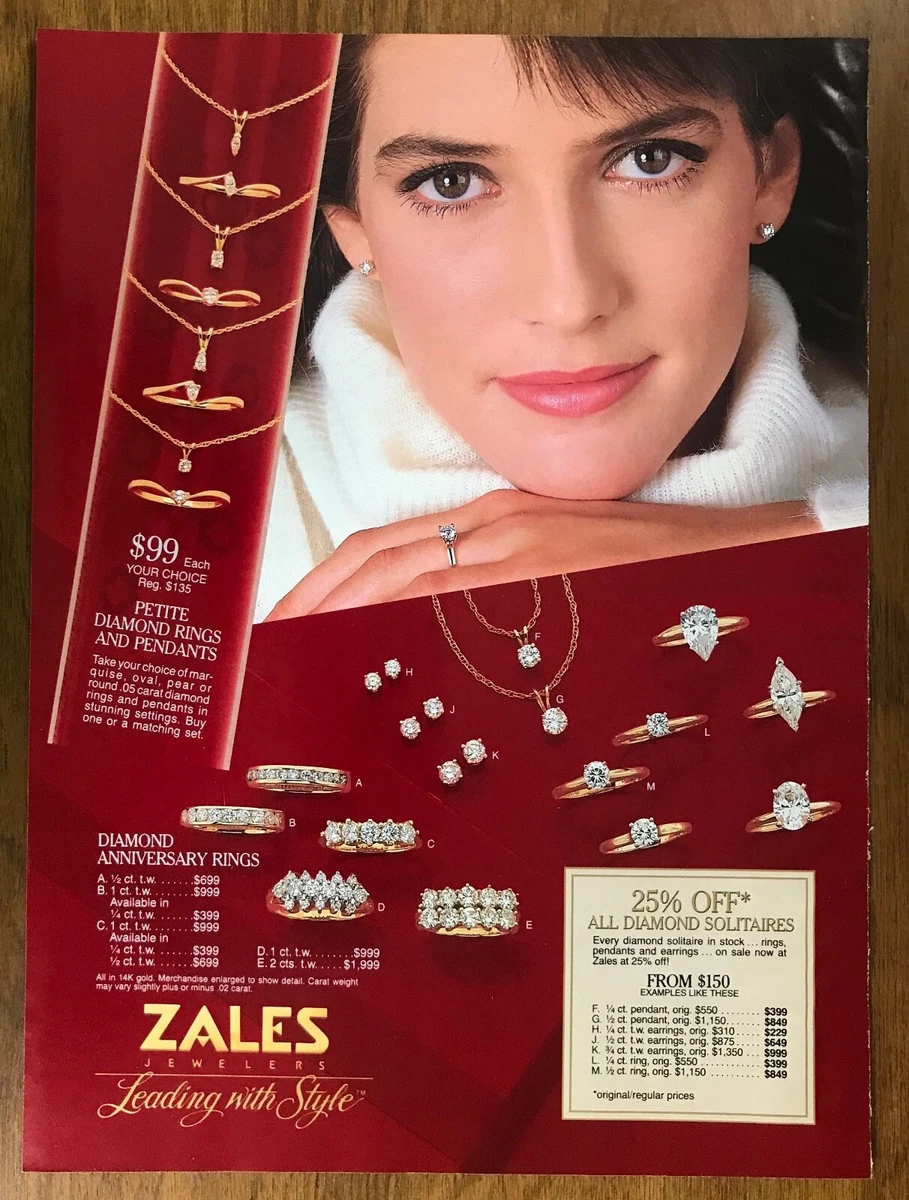 $99 Each
YOUR CHOICE
Reg. $135
PETITE
DIAMOND RINGS
AND PENDANTS
Take your choice of mar-
quise, oval, pear or
round .05 carat diamond
rings and pendants in
stunning settings. Buy
one or a matching set.
F
G
H
J
K
L
M
A
B
C
D
E
DIAMOND
ANNIVERSARY RINGS
A. ½ ct. t.w. ......$699
B. 1 ct. t.w. .......$999
Available in
¼ ct. t.w. ......$399
C. 1 ct. t.w. .......$999
Available in
¼ ct. t.w. ......$399
½ ct. t.w. ......$699
D. 1 ct. t.w. .......$999
E. 2 cts. t.w. ....$1,999
All in 14K gold. Merchandise enlarged to show detail. Carat weight
may vary slightly plus or minus .02 carat.
ZALES
JEWELERS
Leading with Style™
25% OFF*
ALL DIAMOND SOLITAIRES
Every diamond solitaire in stock ... rings,
pendants and earrings ... on sale now at
Zales at 25% off!
FROM $150
EXAMPLES LIKE THESE
F. ¼ ct. pendant, orig. $550 ........ $399
G. ½ ct. pendant, orig. $1,150....... $849
H. ¼ ct. t.w. earrings, orig. $310..... $229
J. ½ ct. t.w. earrings, orig. $875..... $649
K. ¾ ct. t.w. earrings, orig. $1,350 ... $999
L. ¼ ct. ring, orig. $550 ............ $399
M. ½ ct. ring, orig. $1,150 .......... $849
*original/regular prices